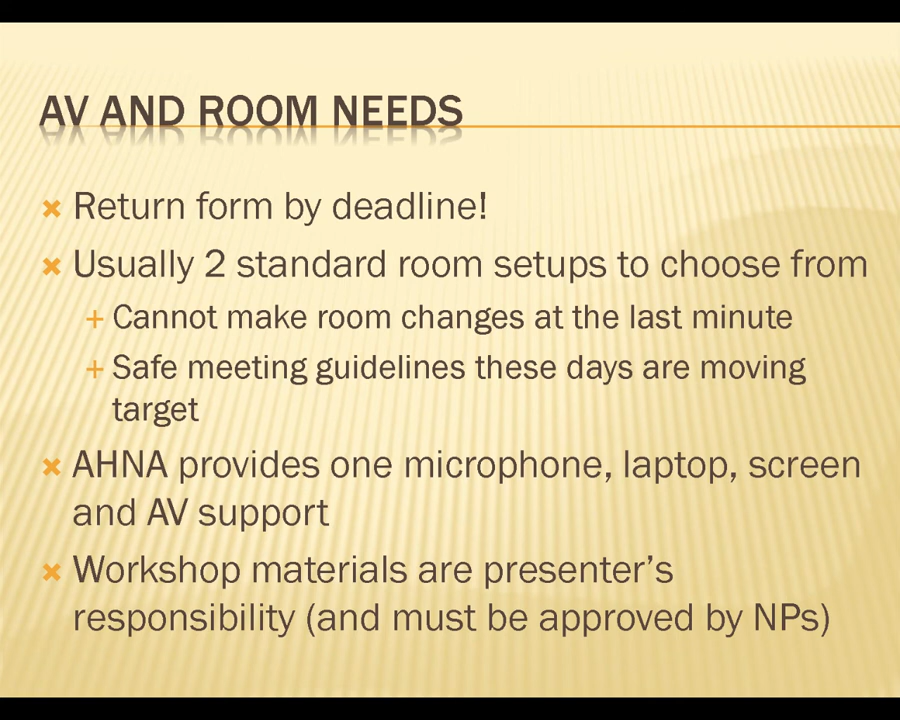 AV AND ROOM NEEDS
Return form by deadline!
Usually 2 standard room setups to choose from
Cannot make room changes at the last minute
Safe meeting guidelines these days are moving
target
AHNA provides one microphone, laptop, screen
and AV support
Workshop materials are presenter’s
responsibility (and must be approved by NPs)